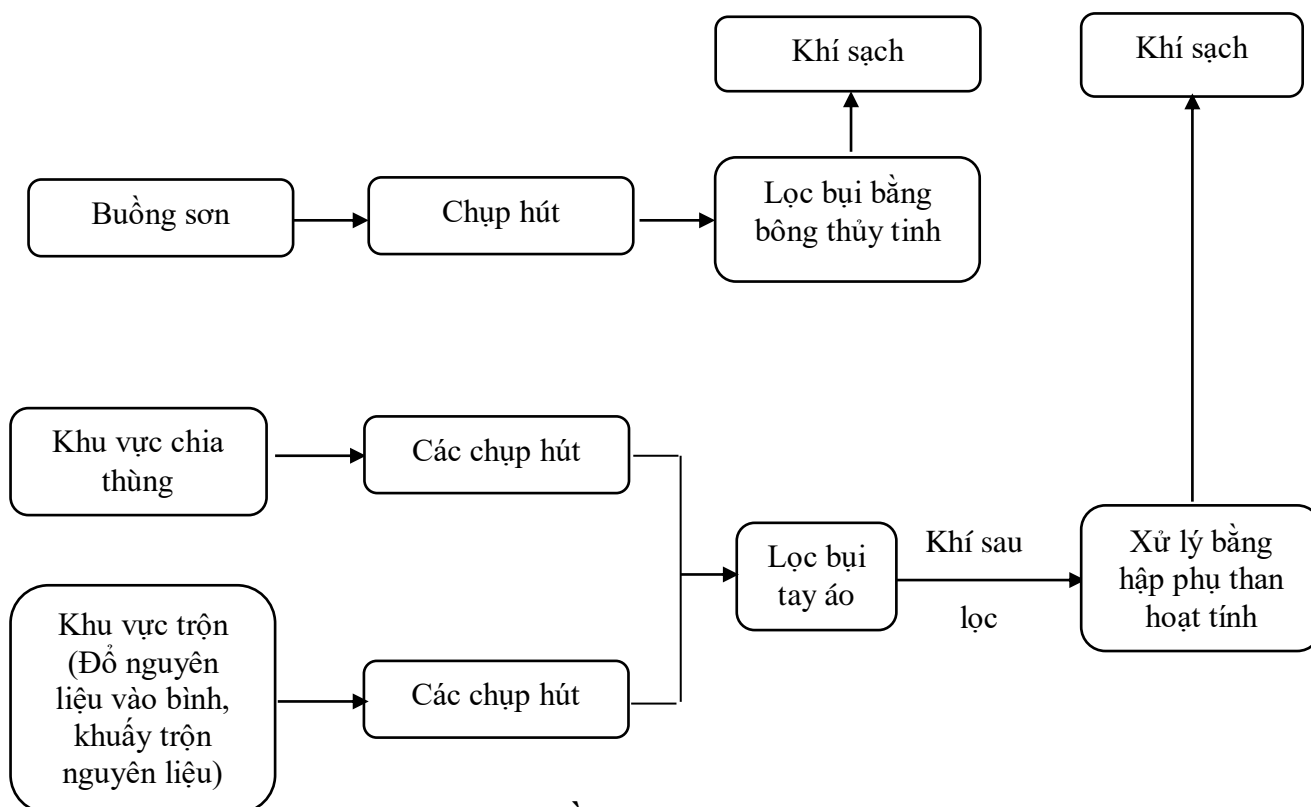 Khí sạch
Khí sạch
Buồng sơn
Chụp hút
Lọc bụi bằng
bông thủy tinh
Khu vực chia
thùng
Các chụp hút
Lọc bụi
tay áo
Khí sau
lọc
Xử lý bằng
hập phụ than
hoạt tính
Khu vực trộn
(Đổ nguyên
liệu vào bình,
khuấy trộn
nguyên liệu)
Các chụp hút